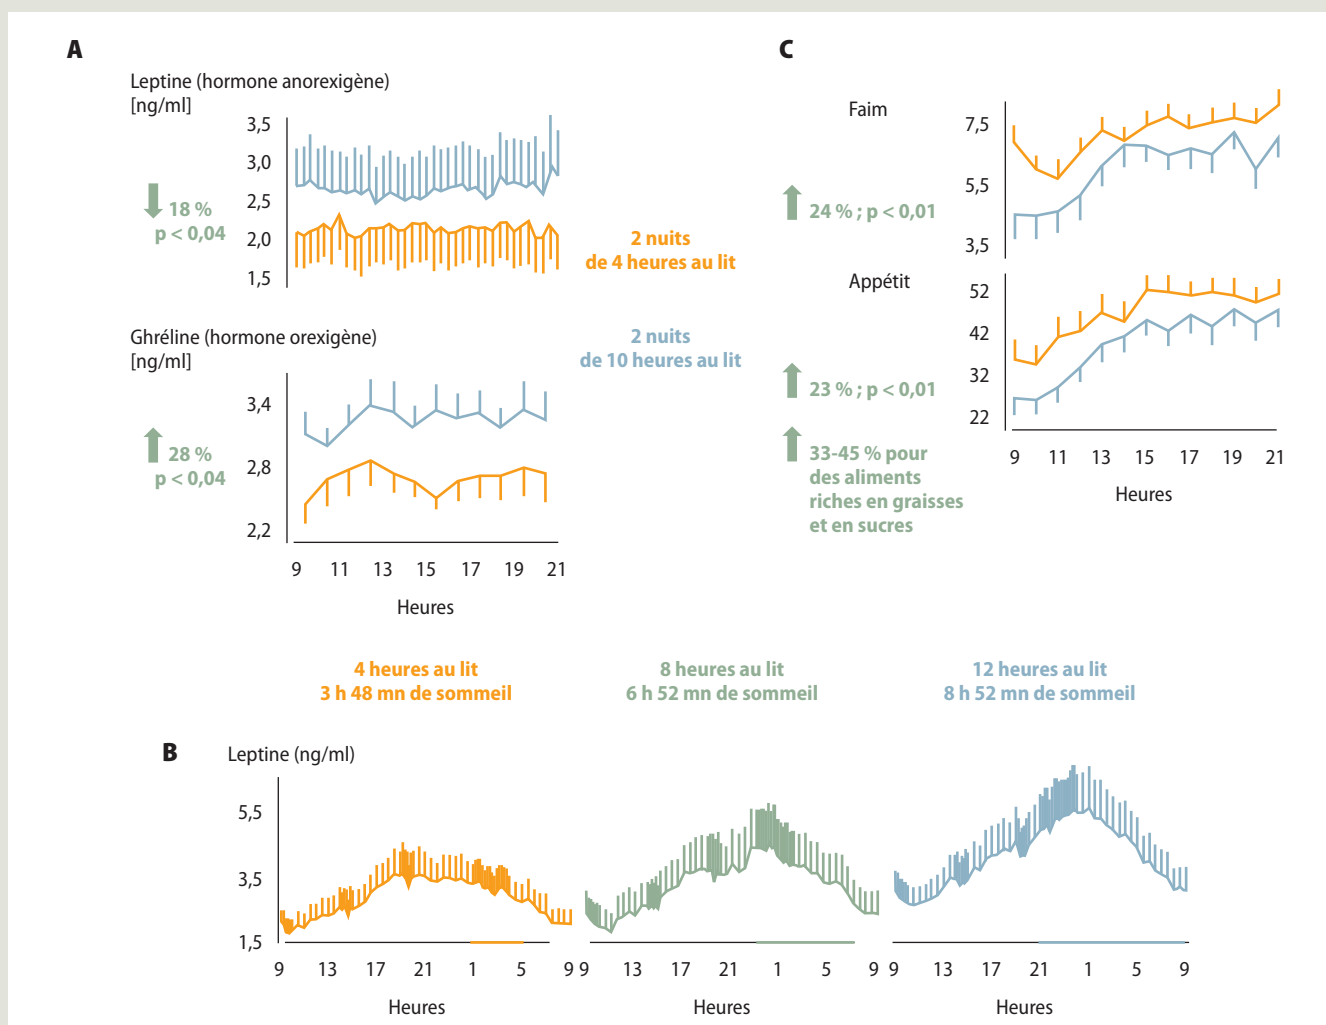 A
Leptine (hormone anorexigène)
[ng/ml]
3,5
3,0
2,5
2,0
1,5
18 %
p < 0,04
2 nuits
de 4 heures au lit
Ghréline (hormone orexigène)
[ng/ml]
2 nuits
de 10 heures au lit
3,4
2,8
2,2
28 %
p < 0,04
9 11 13 15 17 19 21
Heures
C
Faim
7,5
5,5
3,5
24 % ; p < 0,01
Appétit
52
42
32
22
23 % ; p < 0,01
33-45 % pour
des aliments
riches en graisses
et en sucres
9 11 13 15 17 19 21
Heures
4 heures au lit
3 h 48 mn de sommeil
8 heures au lit
6 h 52 mn de sommeil
12 heures au lit
8 h 52 mn de sommeil
B
Leptine (ng/ml)
5,5
3,5
1,5
9 13 17 21 1 5 9
Heures
9 13 17 21 1 5 9
Heures
9 13 17 21 1 5 9
Heures